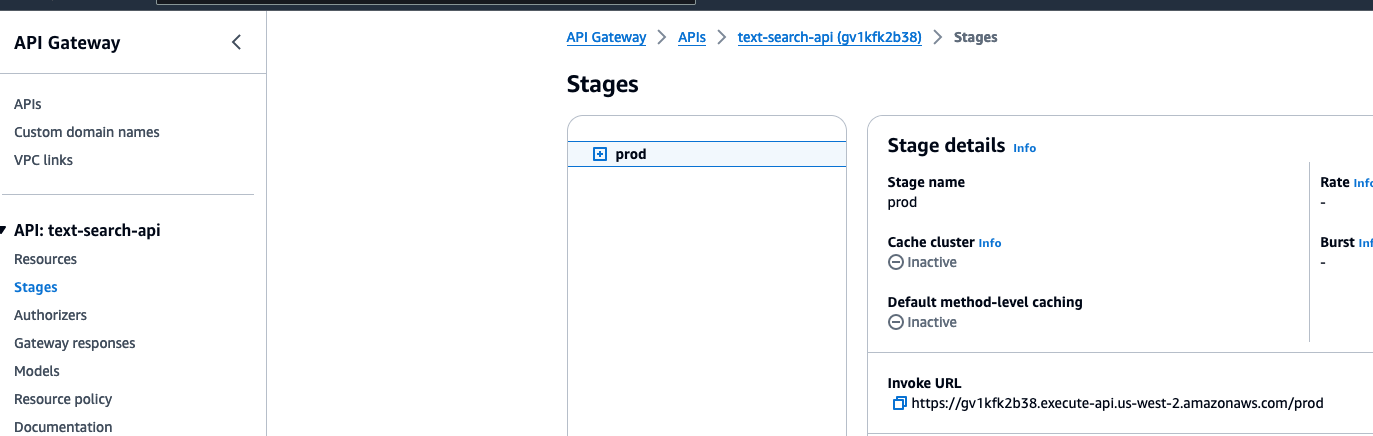 API Gateway
APIs
Custom domain names
VPC links
API: text-search-api
Resources
Stages
Authorizers
Gateway responses
Models
Resource policy
Documentation
API Gateway > APIs > text-search-api (gv1kfk2b38) > Stages
Stages
prod
Stage details Info
Stage name
prod
Cache cluster Info
Inactive
Default method-level caching
Inactive
Rate Info
-
Burst Inf
-
Invoke URL
https://gv1kfk2b38.execute-api.us-west-2.amazonaws.com/prod